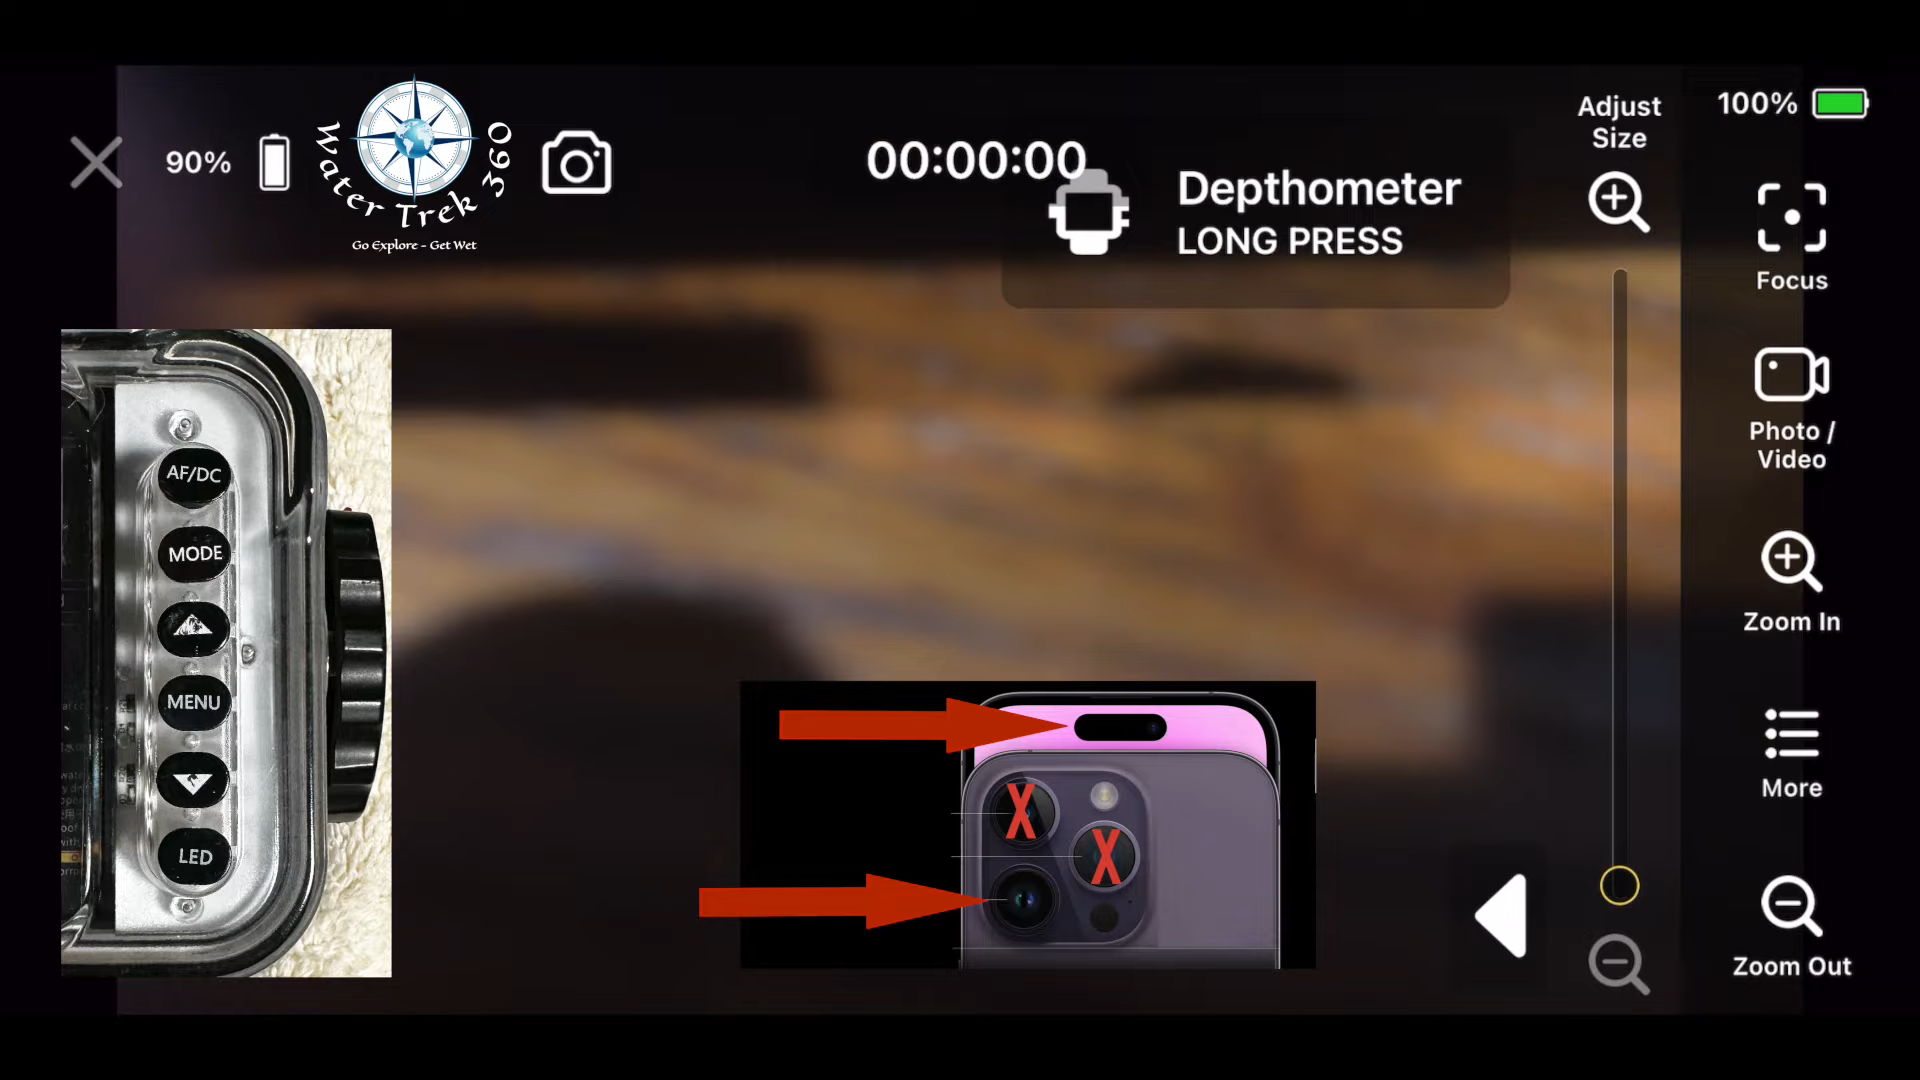 90%
Water Trek 360
Go Explore - Get Wet
00:00:00
Depthometer
LONG PRESS
Adjust
Size
100%
Focus
Photo /
Video
Zoom In
More
Zoom Out
AF/DC
MODE
MENU
LED
X
X